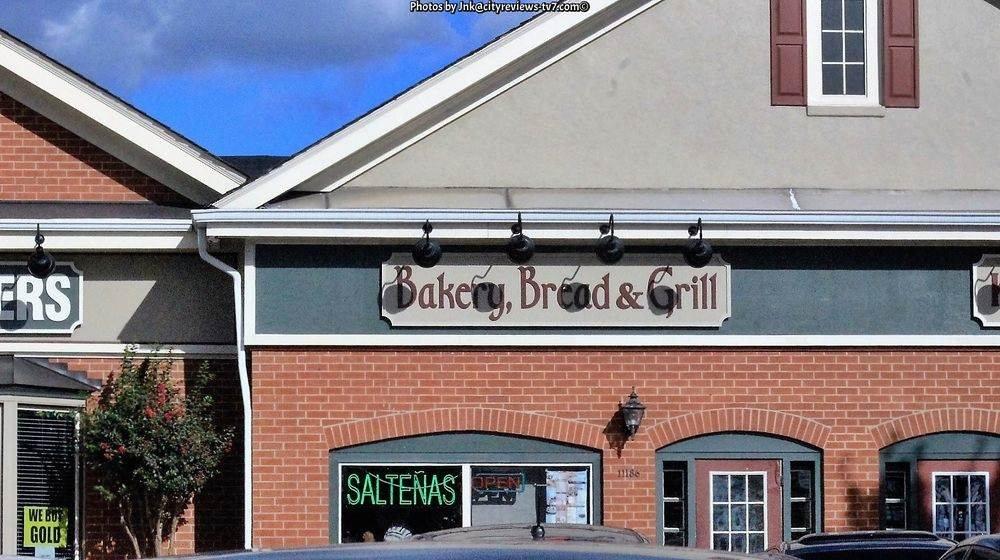 Photos by Jnk@cityreviews-tv7.com©
ERS
Bakery, Bread & Grill
SALTEÑAS
OPEN
11186
WE BUY
GOLD